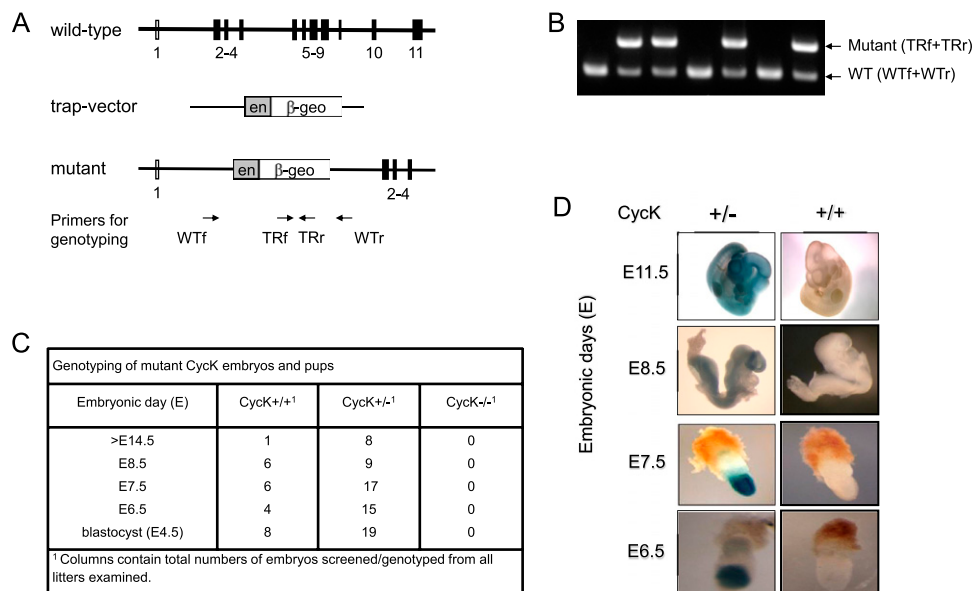 A
wild-type
1 2-4 5-9 10 11
trap-vector
en β-geo
mutant
en β-geo
1 2-4
Primers for
genotyping
WTf TRf TRr WTr
B
Mutant (TRf+TRr)
WT (WTf+WTr)
C
Genotyping of mutant CycK embryos and pups
Embryonic day (E) CycK+/+¹ CycK+/-¹ CycK-/-¹
>E14.5 1 8 0
E8.5 6 9 0
E7.5 6 17 0
E6.5 4 15 0
blastocyst (E4.5) 8 19 0
¹ Columns contain total numbers of embryos screened/genotyped from all
litters examined.
D
CycK +/- +/+
Embryonic days (E)
E11.5
E8.5
E7.5
E6.5